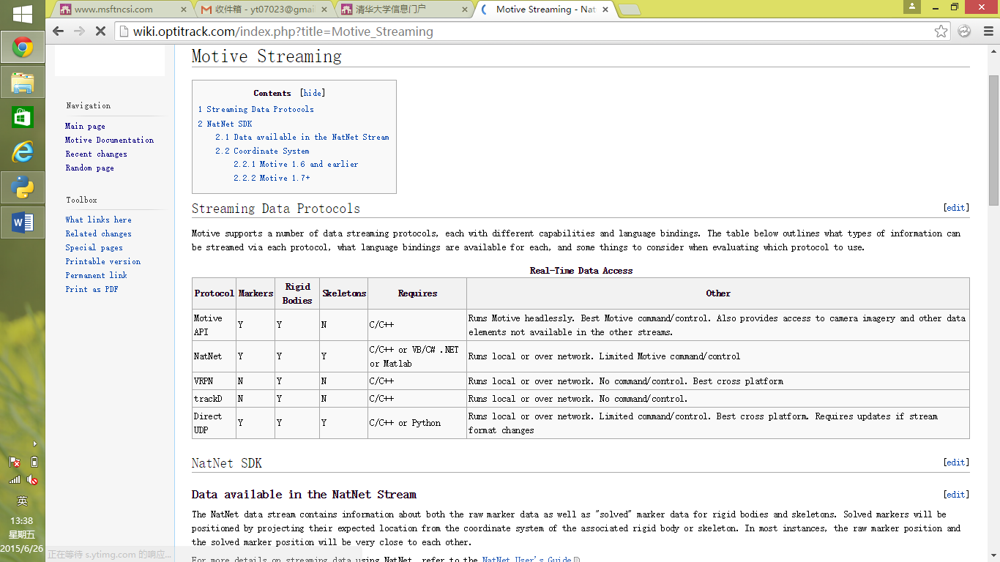 www.msftncsi.com
收件箱 - yt07023@gmail
清华大学信息门户
Motive Streaming - Nat
wiki.optitrack.com/index.php?title=Motive_Streaming
Navigation
Main page
Motive Documentation
Recent changes
Random page
Toolbox
What links here
Related changes
Special pages
Printable version
Permanent link
Print as PDF
Motive Streaming
Contents [hide]
1 Streaming Data Protocols
2 NatNet SDK
2.1 Data available in the NatNet Stream
2.2 Coordinate System
2.2.1 Motive 1.6 and earlier
2.2.2 Motive 1.7+
Streaming Data Protocols [edit]
Motive supports a number of data streaming protocols, each with different capabilities and language bindings. The table below outlines what types of information can
be streamed via each protocol, what language bindings are available for each, and some things to consider when evaluating which protocol to use.
Real-Time Data Access
Protocol Markers Rigid Bodies Skeletons Requires Other
Motive API Y Y N C/C++ Runs Motive headlessly. Best Motive command/control. Also provides access to camera imagery and other data
elements not available in the other streams.
NatNet Y Y Y C/C++ or VB/C# .NET or Matlab Runs local or over network. Limited Motive command/control
VRPN N Y N C/C++ Runs local or over network. No command/control. Best cross platform
trackD N Y N C/C++ Runs local or over network. No command/control.
Direct UDP Y Y Y C/C++ or Python Runs local or over network. Limited command/control. Best cross platform. Requires updates if stream
format changes
NatNet SDK [edit]
Data available in the NatNet Stream [edit]
The NatNet data stream contains information about both the raw marker data as well as "solved" marker data for rigid bodies and skeletons. Solved markers will be
positioned by projecting their expected location from the coordinate system of the associated rigid body or skeleton. In most instances, the raw marker position and
the solved marker position will be very close to each other.
For more details on streaming data using NatNet, refer to the NatNet User's Guide
英
13:38
星期五
2015/6/26
正在等待 s.ytimg.com 的响应...